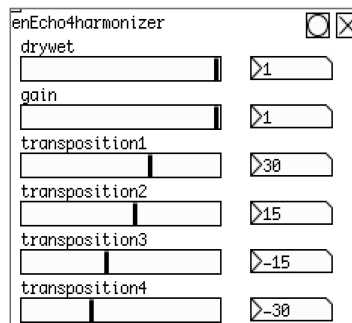 enEcho4harmonizer
drywet
1
gain
1
transposition1
30
transposition2
15
transposition3
-15
transposition4
-30